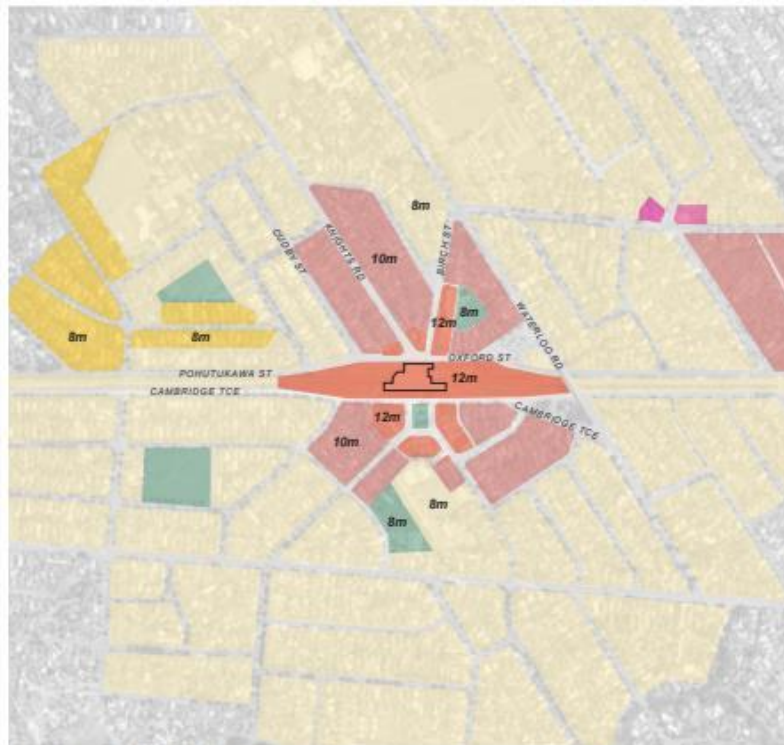 8m
BIRCH ST
KNIGHTS RD
CUDBY ST
10m
WATERLOO RD
12m
8m
8m
8m
OXFORD ST
POHUTUKAWA ST
12m
CAMBRIDGE TCE
CAMBRIDGE TCE
12m
10m
8m
8m